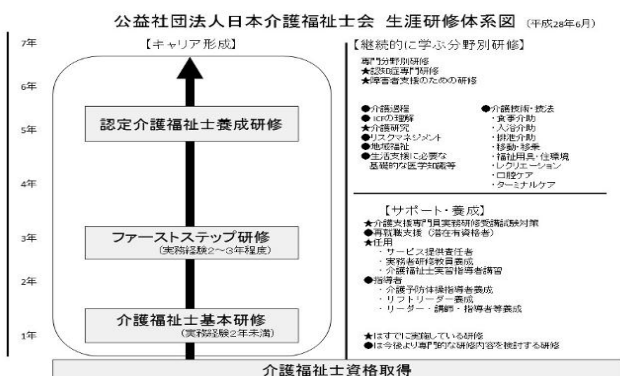 公益社団法人日本介護福祉士会 生涯研修体系図 (平成28年6月)
7年
6年
5年
4年
3年
2年
1年
【キャリア形成】
認定介護福祉士養成研修
ファーストステップ研修
(実務経験2～3年程度)
介護福祉士基本研修
(実務経験2年未満)
【継続的に学ぶ分野別研修】
専門分野別研修
★認知症専門研修
★障害者支援のための研修
●介護過程
●ICFの理解
★介護研究
●リスクマネジメント
●地域福祉
●生活支援に必要な
基礎的な医学知識等
●介護技術・技法
・食事介助
・入浴介助
・排泄介助
・移動・移乗
・福祉用具・住環境
・レクリエーション
・口腔ケア
・ターミナルケア
【サポート・養成】
★介護支援専門員実務研修受講試験対策
●再就職支援（潜在有資格者）
★任用
・サービス提供責任者
・実務者研修教員養成
・介護福祉士実習指導者講習
●指導者
・介護予防体操指導者養成
・リフトリーダー養成
・リーダー・講師・指導者等養成
★はすでに実施している研修
●は今後より専門的な研修内容を検討する研修
介護福祉士資格取得